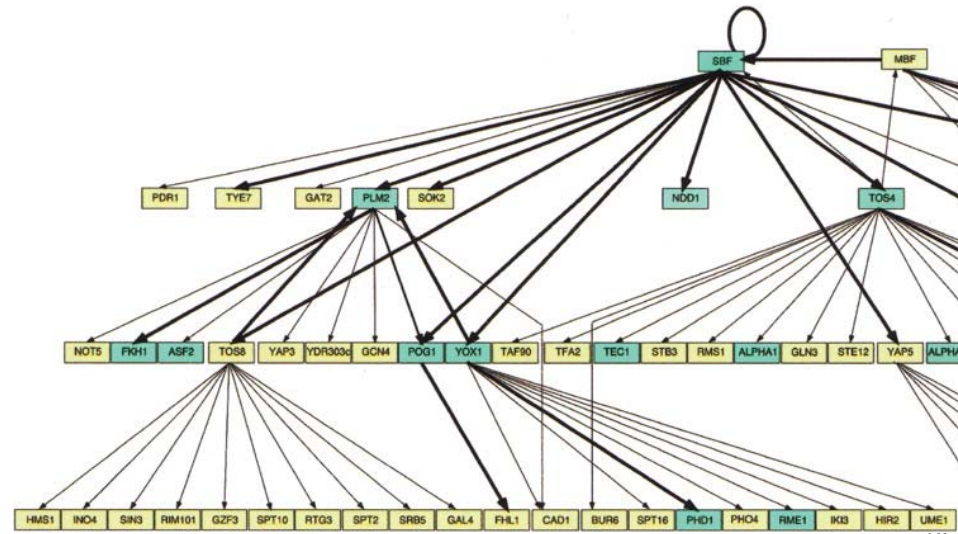 SBF MBF
PDR1 TYE7 GAT2 PLM2 SOK2 NDD1 TOS4
NOT5 FKH1 ASF2 TOS8 YAP3 YDR303c GCN4 POG1 YOX1 TAF90 TFA2 TEC1 STB3 RMS1 ALPHA1 GLN3 STE12 YAP5 ALPHA
HMS1 INO4 SIN3 RIM101 GZF3 SPT10 RTG3 SPT2 SRB5 GAL4 FHL1 CAD1 BUR6 SPT16 PHD1 PHO4 RME1 IKI3 HIR2 UME1